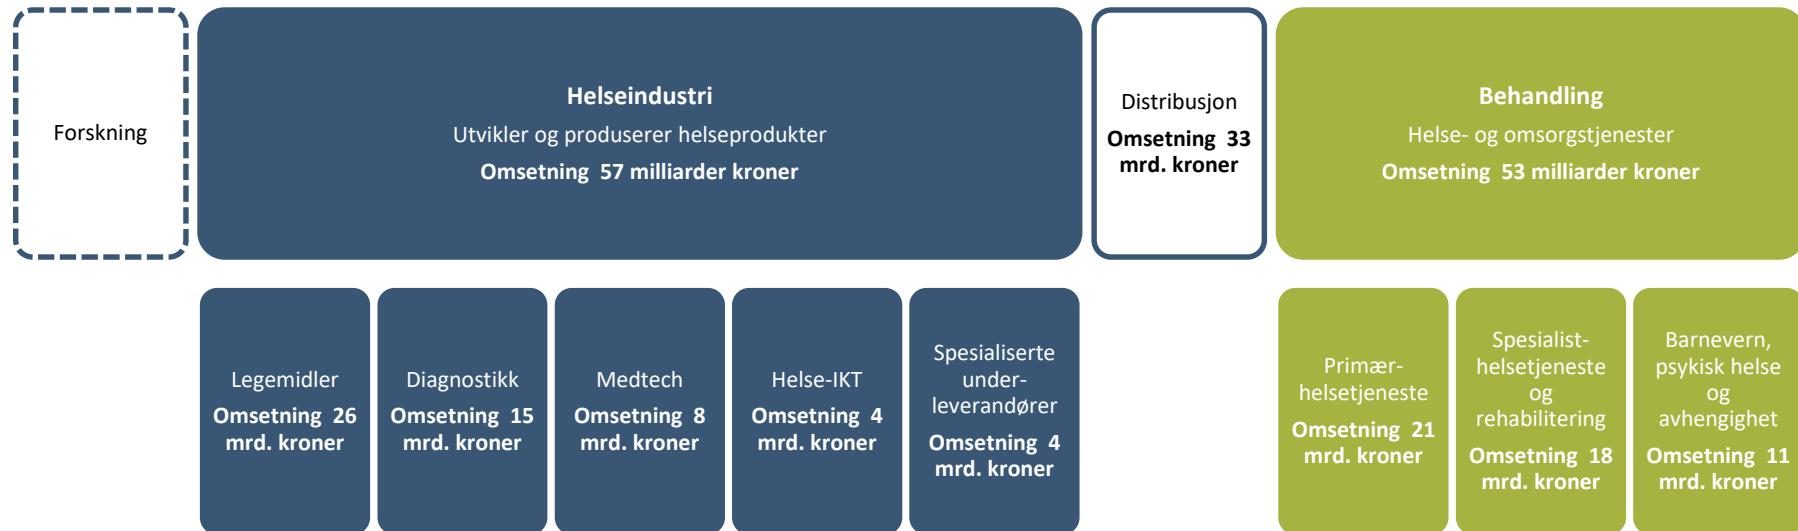 Forskning
Helseindustri
Utvikler og produserer helseprodukter
Omsetning 57 milliarder kroner
Distribusjon
Omsetning 33
mrd. kroner
Behandling
Helse- og omsorgstjenester
Omsetning 53 milliarder kroner
Legemidler
Omsetning 26
mrd. kroner
Diagnostikk
Omsetning 15
mrd. kroner
Medtech
Omsetning 8
mrd. kroner
Helse-IKT
Omsetning 4
mrd. kroner
Spesialiserte
under-
leverandører
Omsetning 4
mrd. kroner
Primær-
helsetjeneste
Omsetning 21
mrd. kroner
Spesialist-
helsetjeneste
og
rehabilitering
Omsetning 18
mrd. kroner
Barnevern,
psykisk helse
og
avhengighet
Omsetning 11
mrd. kroner